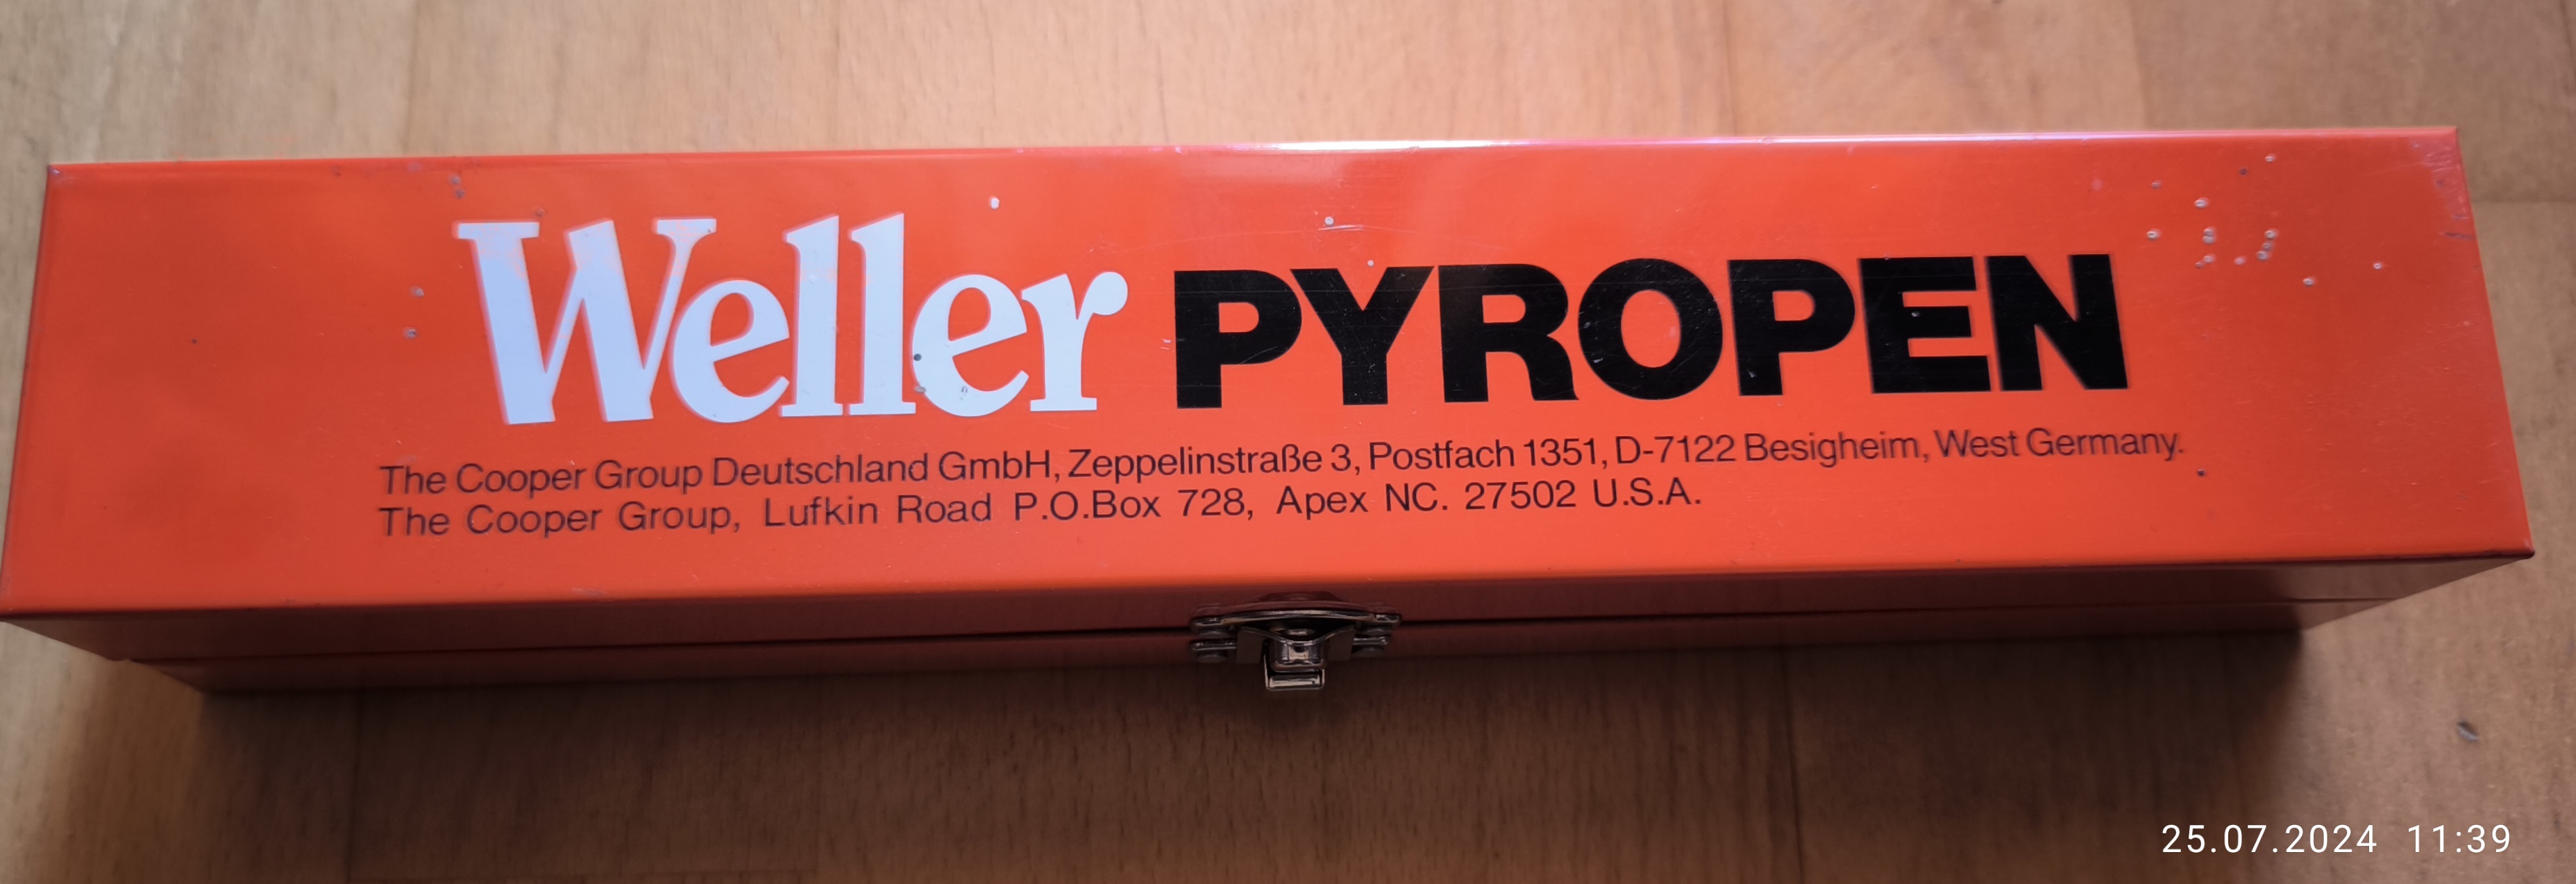 Weller PYROPEN
The Cooper Group Deutschland GmbH, Zeppelinstraße 3, Postfach 1351, D-7122 Besigheim, West Germany.
The Cooper Group, Lufkin Road P.O.Box 728, Apex NC. 27502 U.S.A.
25.07.2024 11:39